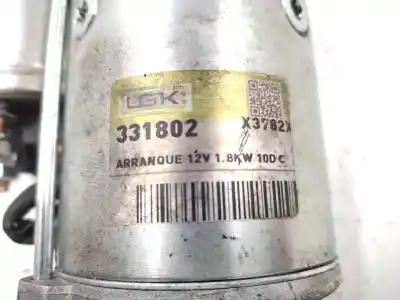 LGK
331802 X3782X
ARRANQUE 12V 1.8KW 10D C